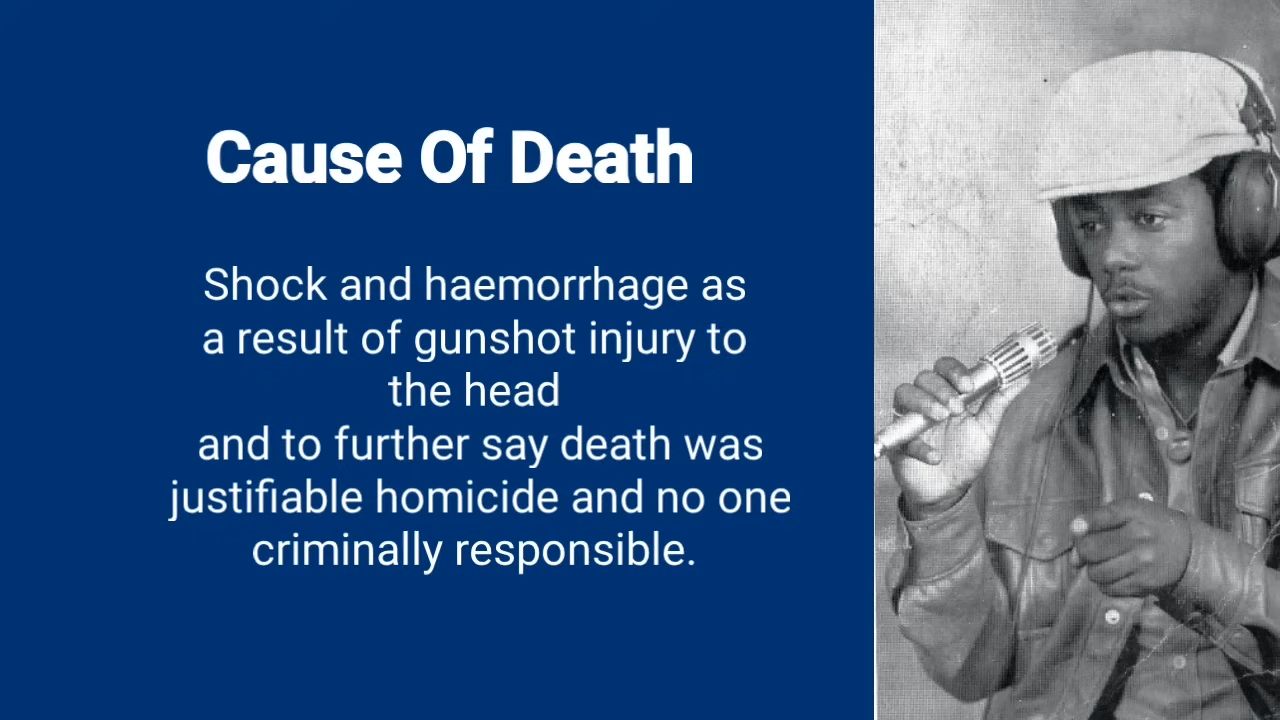 Cause Of Death
Shock and haemorrhage as
a result of gunshot injury to
the head
and to further say death was
justifiable homicide and no one
criminally responsible.